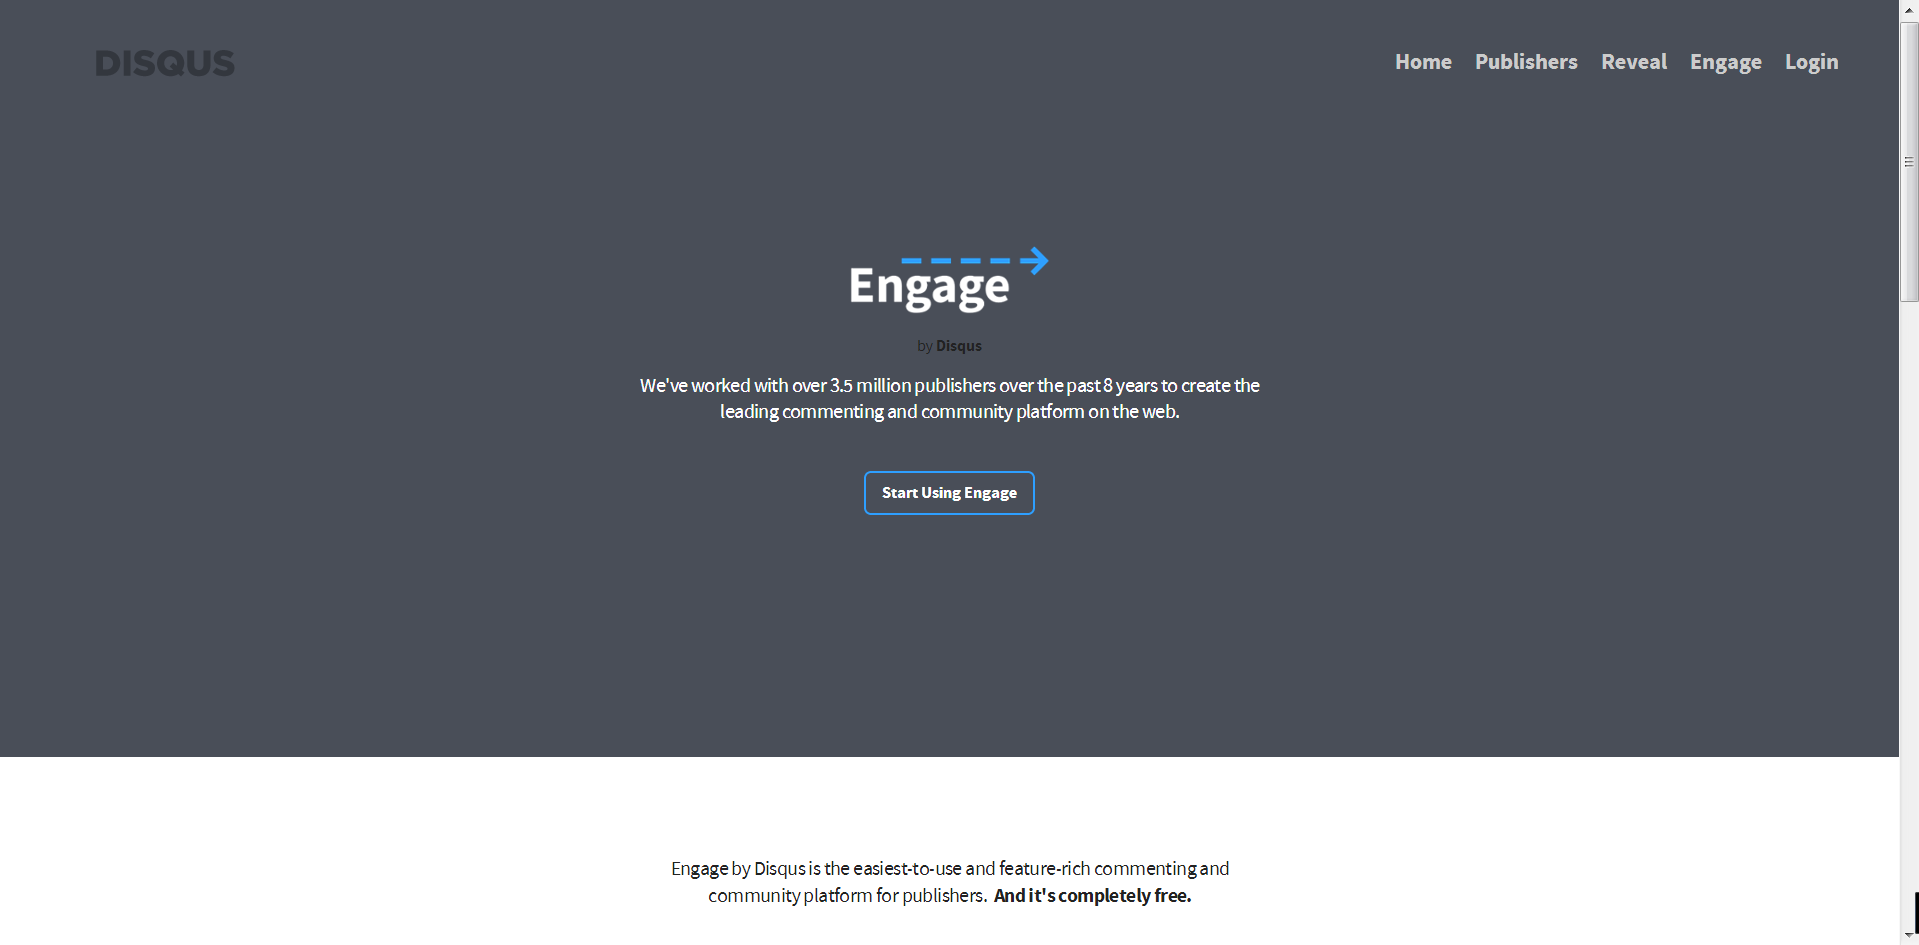 DISQUS
Home Publishers Reveal Engage Login
Engage
by Disqus
We've worked with over 3.5 million publishers over the past 8 years to create the
leading commenting and community platform on the web.
Start Using Engage
Engage by Disqus is the easiest-to-use and feature-rich commenting and
community platform for publishers. And it's completely free.